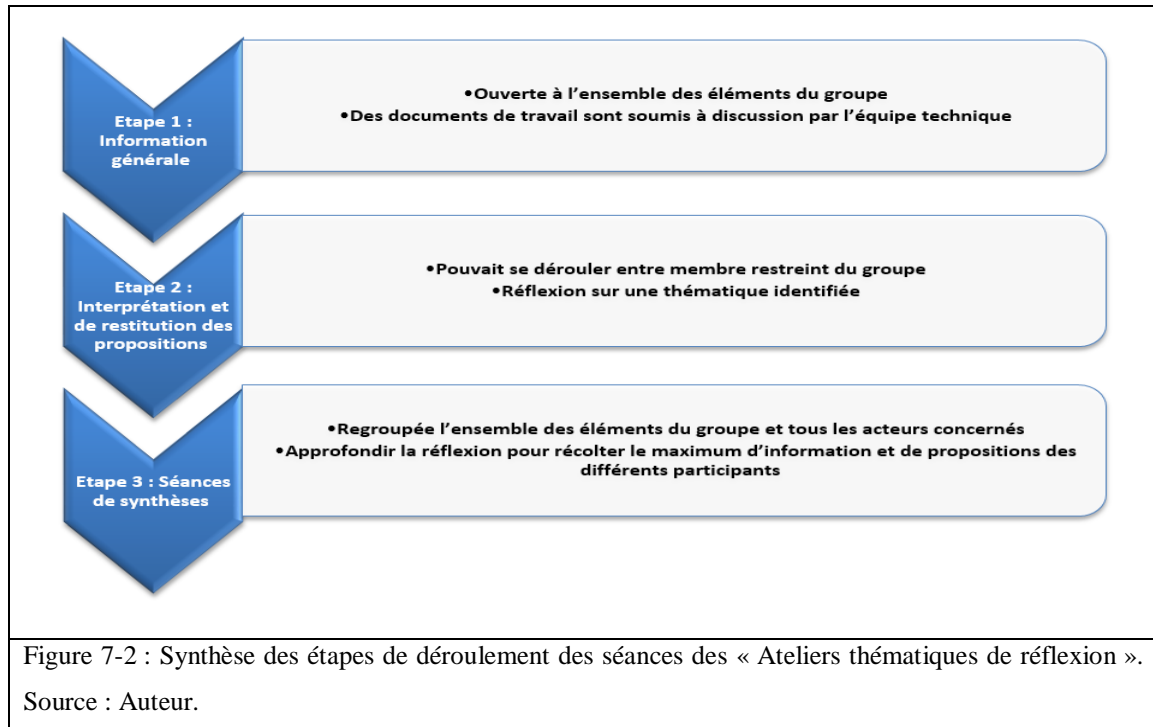 Etape 1 :
Information
générale
•Ouverte à l’ensemble des éléments du groupe
•Des documents de travail sont soumis à discussion par l’équipe technique
Etape 2 :
Interprétation et
de restitution des
propositions
•Pouvait se dérouler entre membre restreint du groupe
•Réflexion sur une thématique identifiée
Etape 3 : Séances
de synthèses
•Regroupée l’ensemble des éléments du groupe et tous les acteurs concernés
•Approfondir la réflexion pour récolter le maximum d’information et de propositions des
différents participants
Figure 7-2 : Synthèse des étapes de déroulement des séances des « Ateliers thématiques de réflexion ».
Source : Auteur.